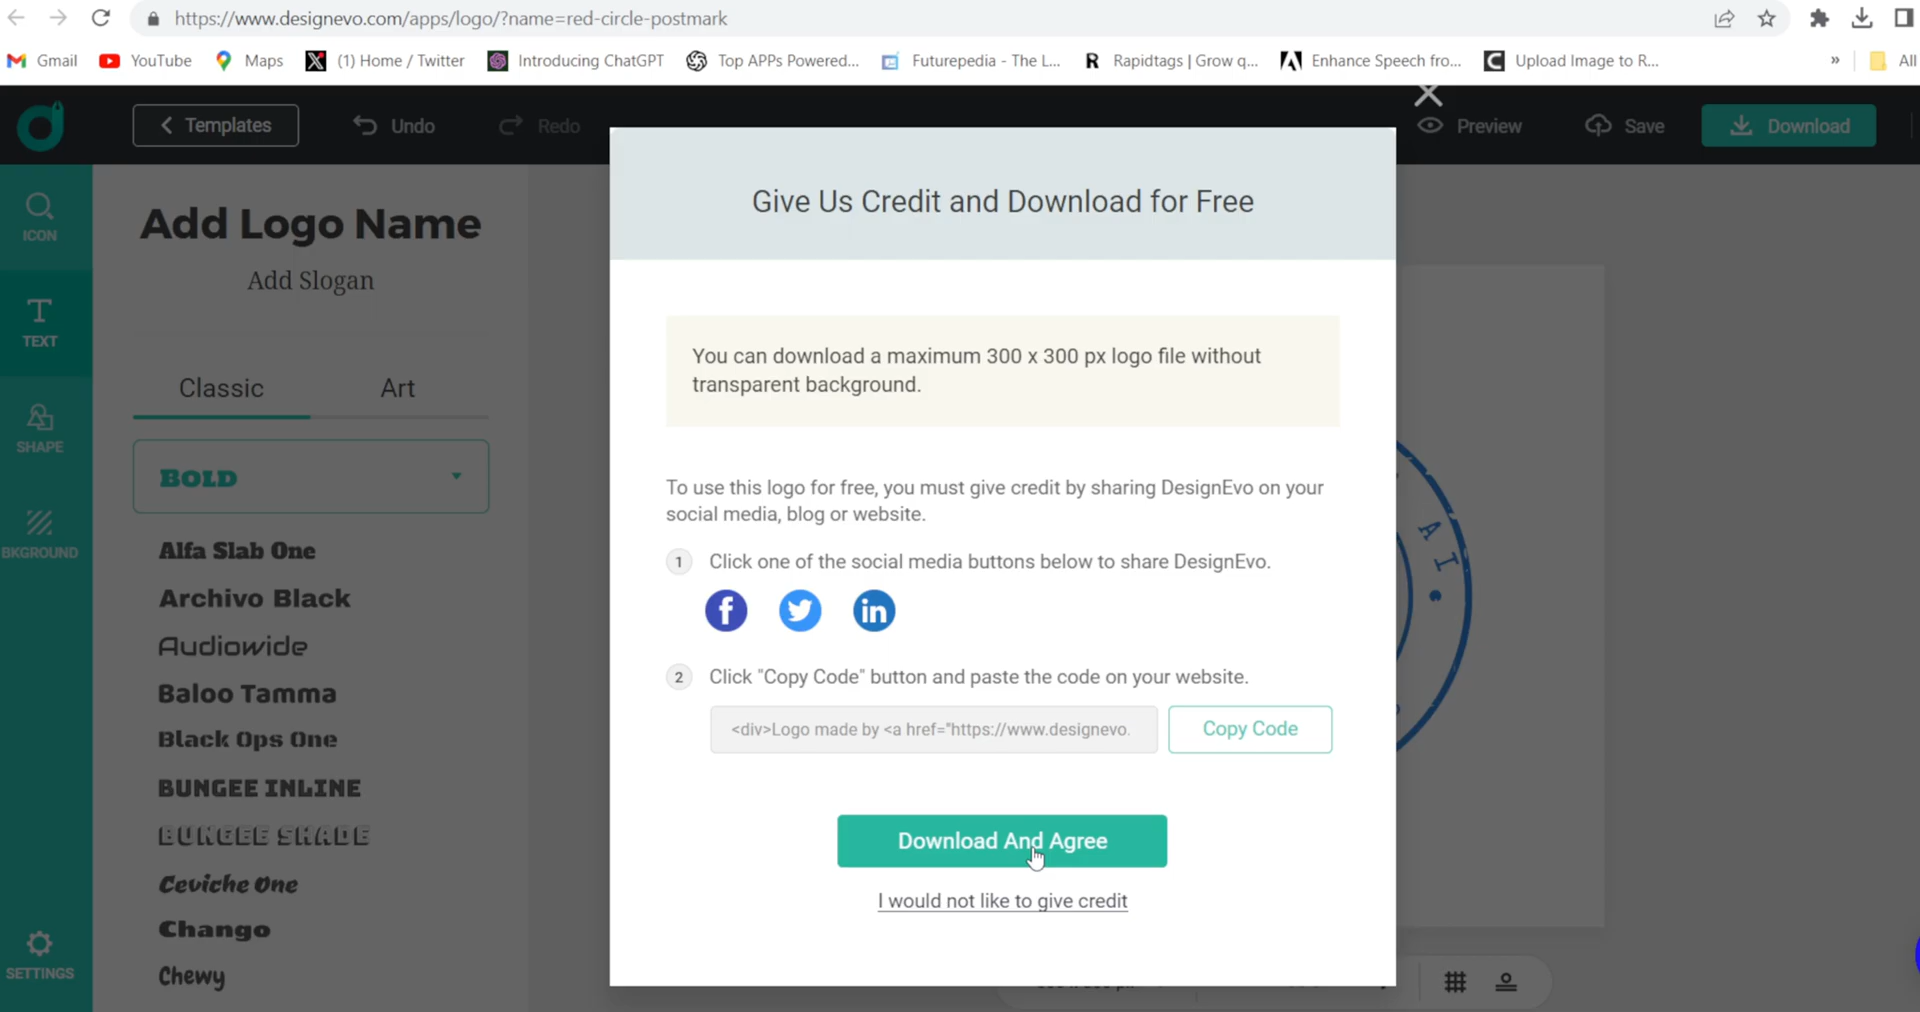 https://www.designevo.com/apps/logo/?name=red-circle-postmark
Gmail
YouTube
Maps
(1) Home / Twitter
Introducing ChatGPT
Top APPs Powered...
Futurepedia - The L...
Rapidtags | Grow q...
Enhance Speech fro...
Upload Image to R...
»
All
Templates
Undo
Redo
Preview
Save
Download
ICON
TEXT
SHAPE
BKGROUND
SETTINGS
Add Logo Name
Add Slogan
Classic
Art
BOLD
Alfa Slab One
Archivo Black
Audiowide
Baloo Tamma
Black Ops One
BUNGEE INLINE
BUNGEE SHADE
Ceviche One
Chango
Chewy
Give Us Credit and Download for Free
You can download a maximum 300 x 300 px logo file without
transparent background.
To use this logo for free, you must give credit by sharing DesignEvo on your
social media, blog or website.
1 Click one of the social media buttons below to share DesignEvo.
2 Click "Copy Code" button and paste the code on your website.
<div>Logo made by <a href="https://www.designevo.
Copy Code
Download And Agree
I would not like to give credit
AI